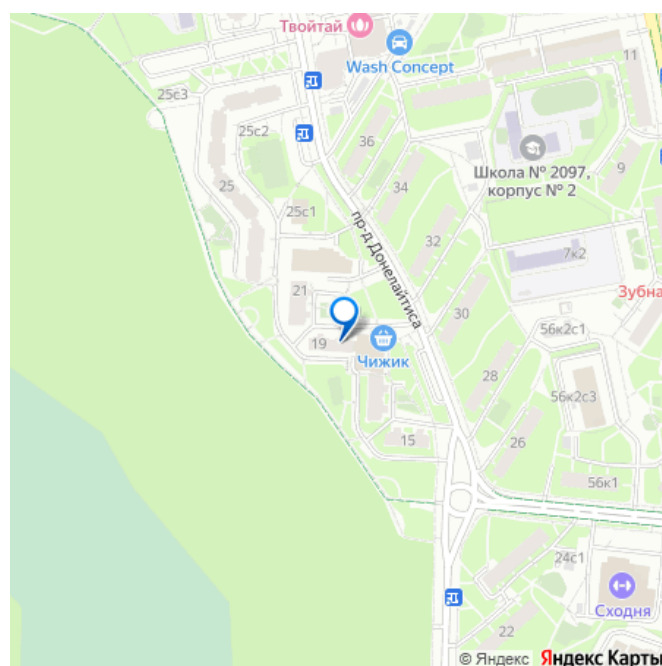 Твойтай
Wash Concept
11
25с3
25с2
36
Школа № 2097,
корпус № 2
9
25
34
25с1
пр-д Донелайтиса
32
7к2
21
Зубна
30
19
Чижик
56к2с1
28
56к2с3
15
26
56к1
24с1
Сходня
22
© Яндекс Яндекс Карты